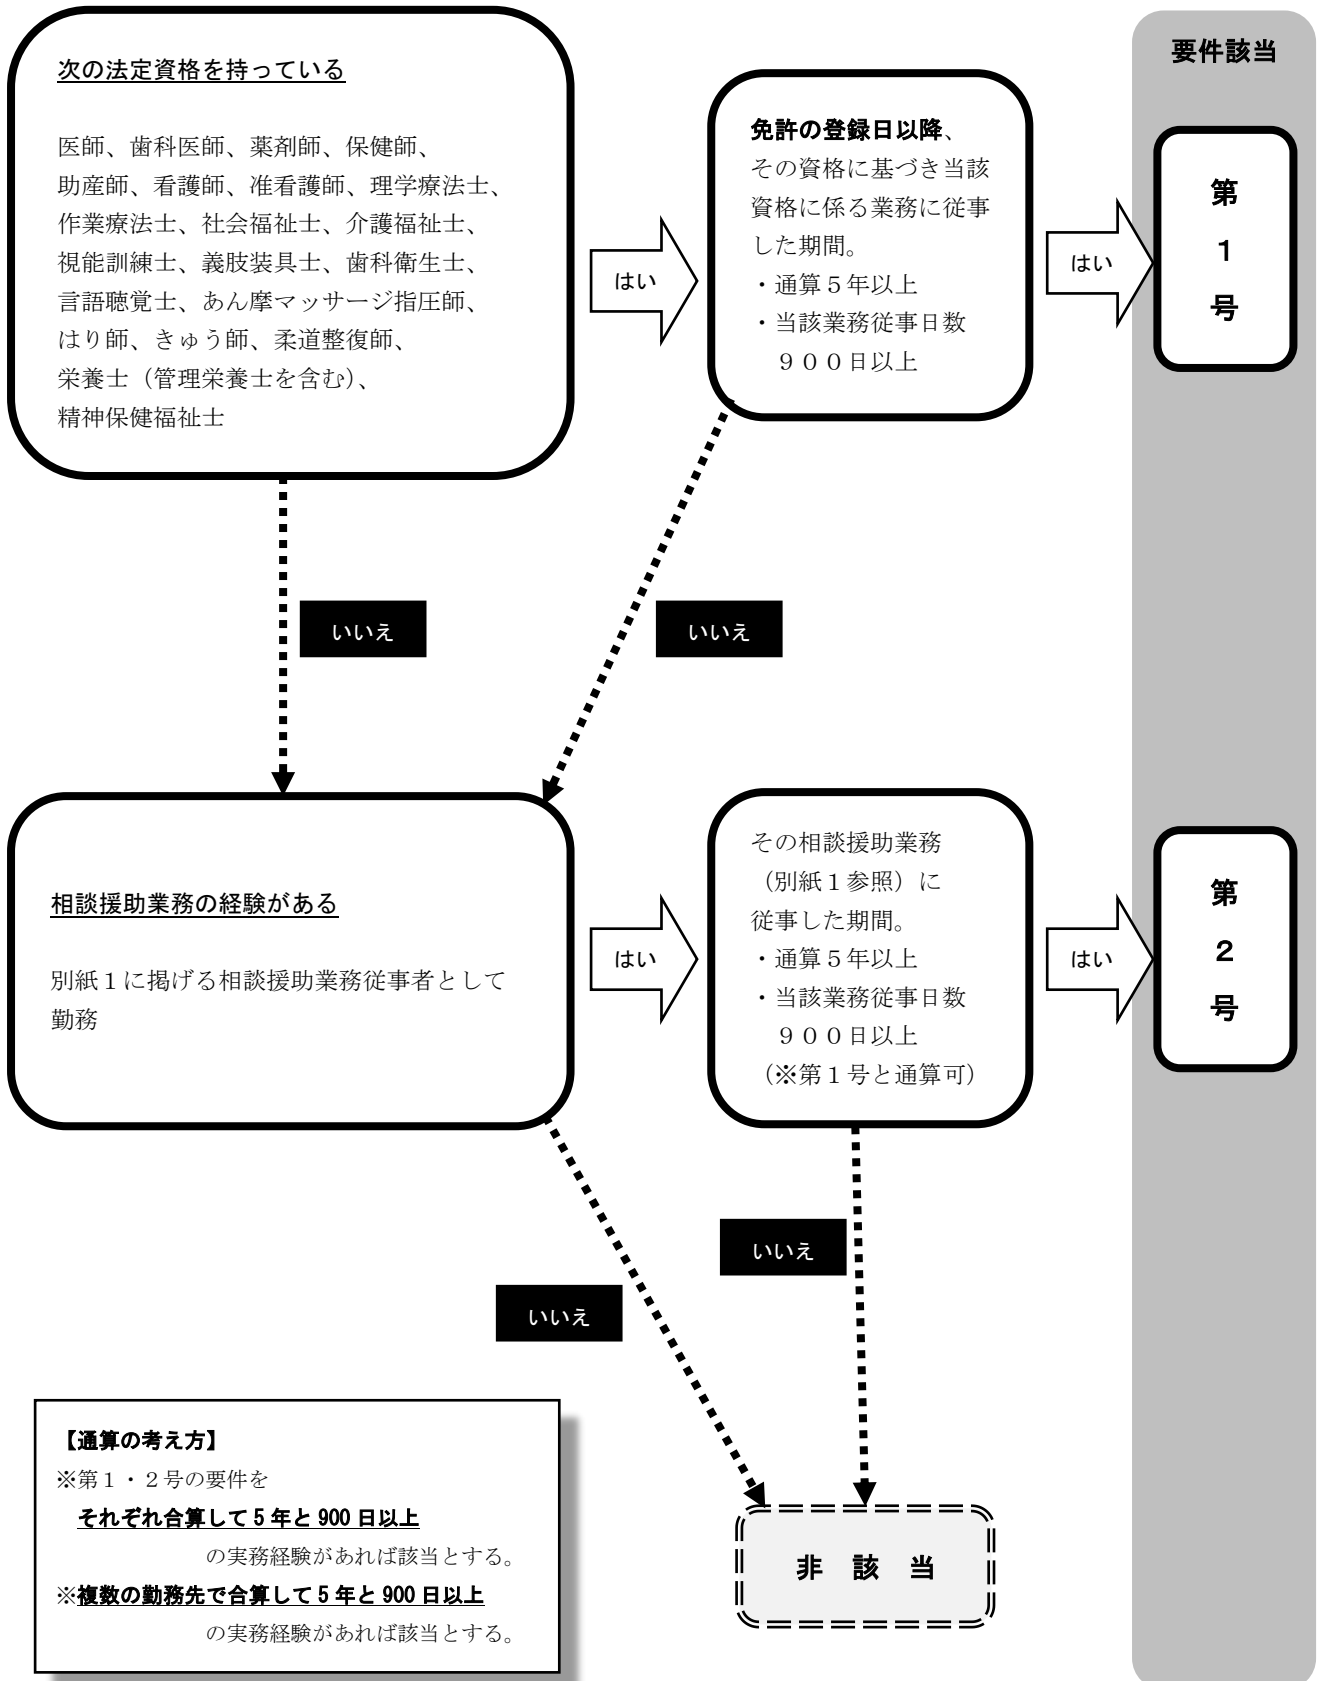 次の法定資格を持っている
医師、歯科医師、薬剤師、保健師、
助産師、看護師、准看護師、理学療法士、
作業療法士、社会福祉士、介護福祉士、
視能訓練士、義肢装具士、歯科衛生士、
言語聴覚士、あん摩マッサージ指圧師、
はり師、きゅう師、柔道整復師、
栄養士（管理栄養士を含む）、
精神保健福祉士
はい
免許の登録日以降、
その資格に基づき当該
資格に係る業務に従事
した期間。
・通算５年以上
・当該業務従事日数
９００日以上
はい
要件該当
第
１
号
いいえ
いいえ
相談援助業務の経験がある
別紙１に掲げる相談援助業務従事者として
勤務
はい
その相談援助業務
（別紙１参照）に
従事した期間。
・通算５年以上
・当該業務従事日数
９００日以上
（※第１号と通算可）
はい
第
２
号
いいえ
いいえ
【通算の考え方】
※第１・２号の要件を
それぞれ合算して5年と900日以上
の実務経験があれば該当とする。
※複数の勤務先で合算して5年と900日以上
の実務経験があれば該当とする。
非 該 当